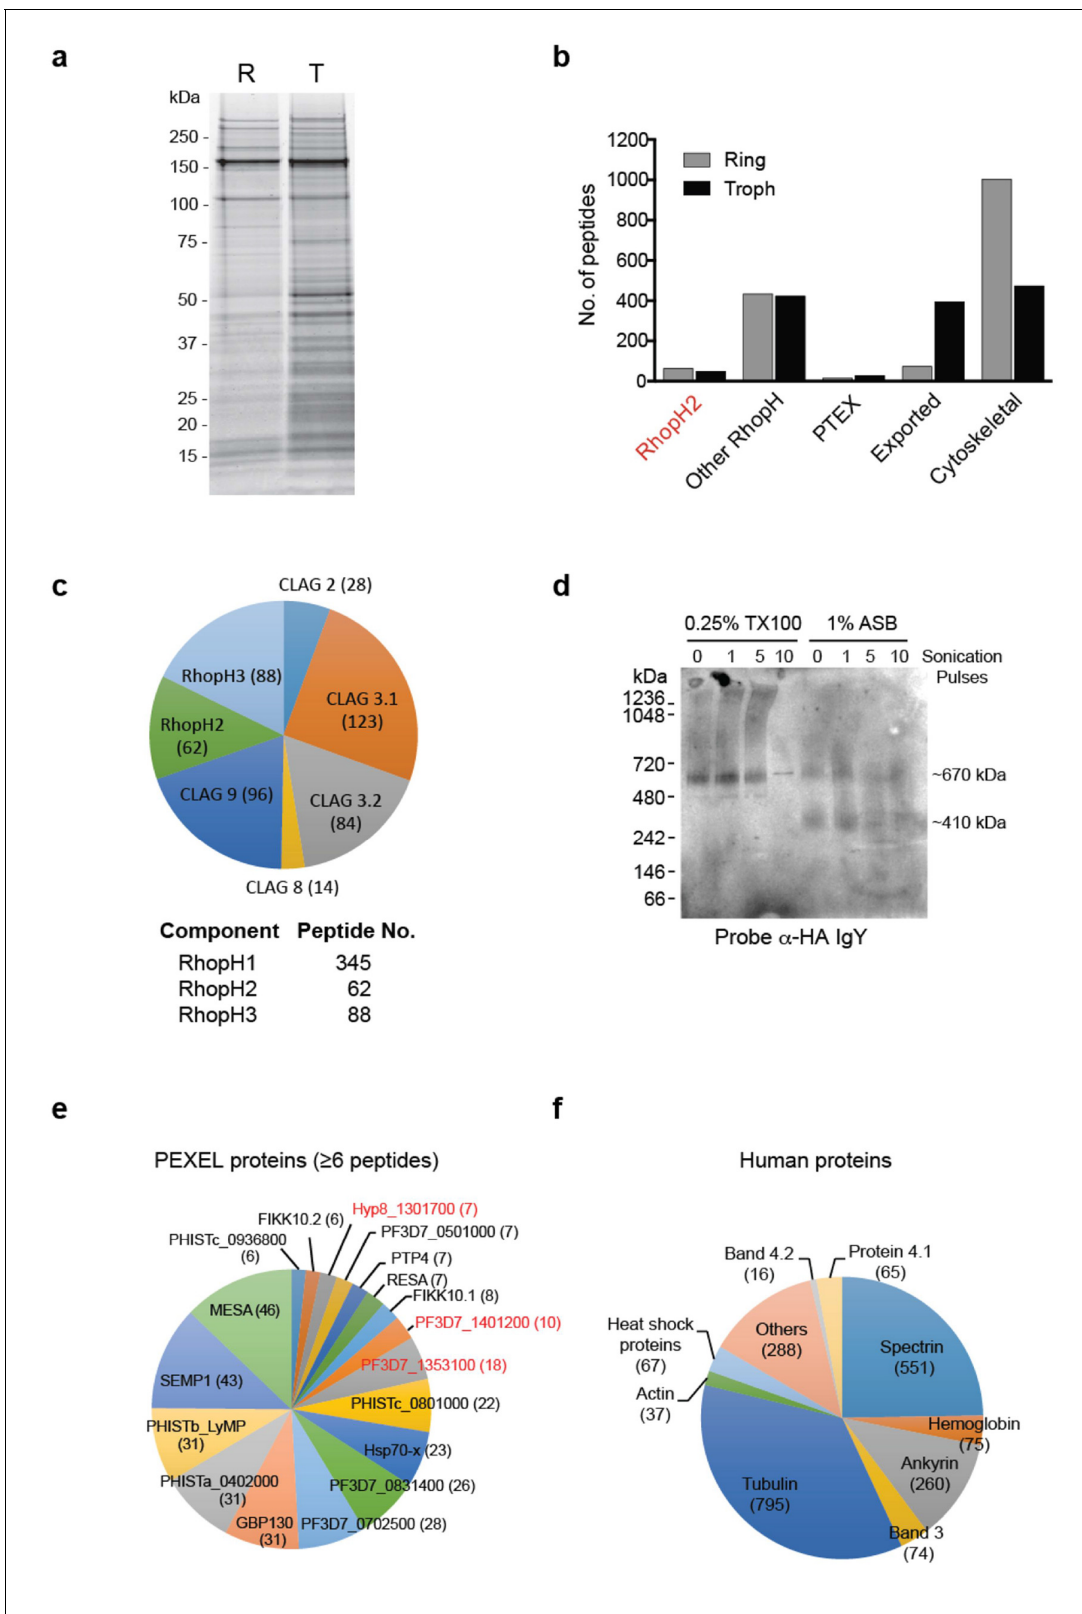 a
R T
kDa
250
150
100
75
50
37
25
20
15
b
1200
1000
800
600
400
200
0
No. of peptides
Ring
Troph
RhopH2
Other RhopH
PTEX
Exported
Cytoskeletal
c
CLAG 2 (28)
CLAG 3.1
(123)
CLAG 3.2
(84)
CLAG 8 (14)
CLAG 9 (96)
RhopH2
(62)
RhopH3 (88)
Component Peptide No.
RhopH1 345
RhopH2 62
RhopH3 88
d
0.25% TX100 1% ASB
0 1 5 10 0 1 5 10 Sonication
Pulses
kDa
1236
1048
720
480
242
146
66
~670 kDa
~410 kDa
Probe α-HA IgY
e
PEXEL proteins (≥6 peptides)
PHISTc_0936800
(6)
FIKK10.2 (6)
Hyp8_1301700 (7)
PF3D7_0501000 (7)
PTP4 (7)
RESA (7)
FIKK10.1 (8)
PF3D7_1401200 (10)
PF3D7_1353100 (18)
PHISTc_0801000 (22)
Hsp70-x (23)
PF3D7_0831400 (26)
PF3D7_0702500 (28)
GBP130
(31)
PHISTa_0402000
(31)
PHISTb_LyMP
(31)
SEMP1 (43)
MESA (46)
f
Human proteins
Band 4.2
(16)
Protein 4.1
(65)
Spectrin
(551)
Hemoglobin
(75)
Ankyrin
(260)
Band 3
(74)
Tubulin
(795)
Actin
(37)
Heat shock
proteins
(67)
Others
(288)